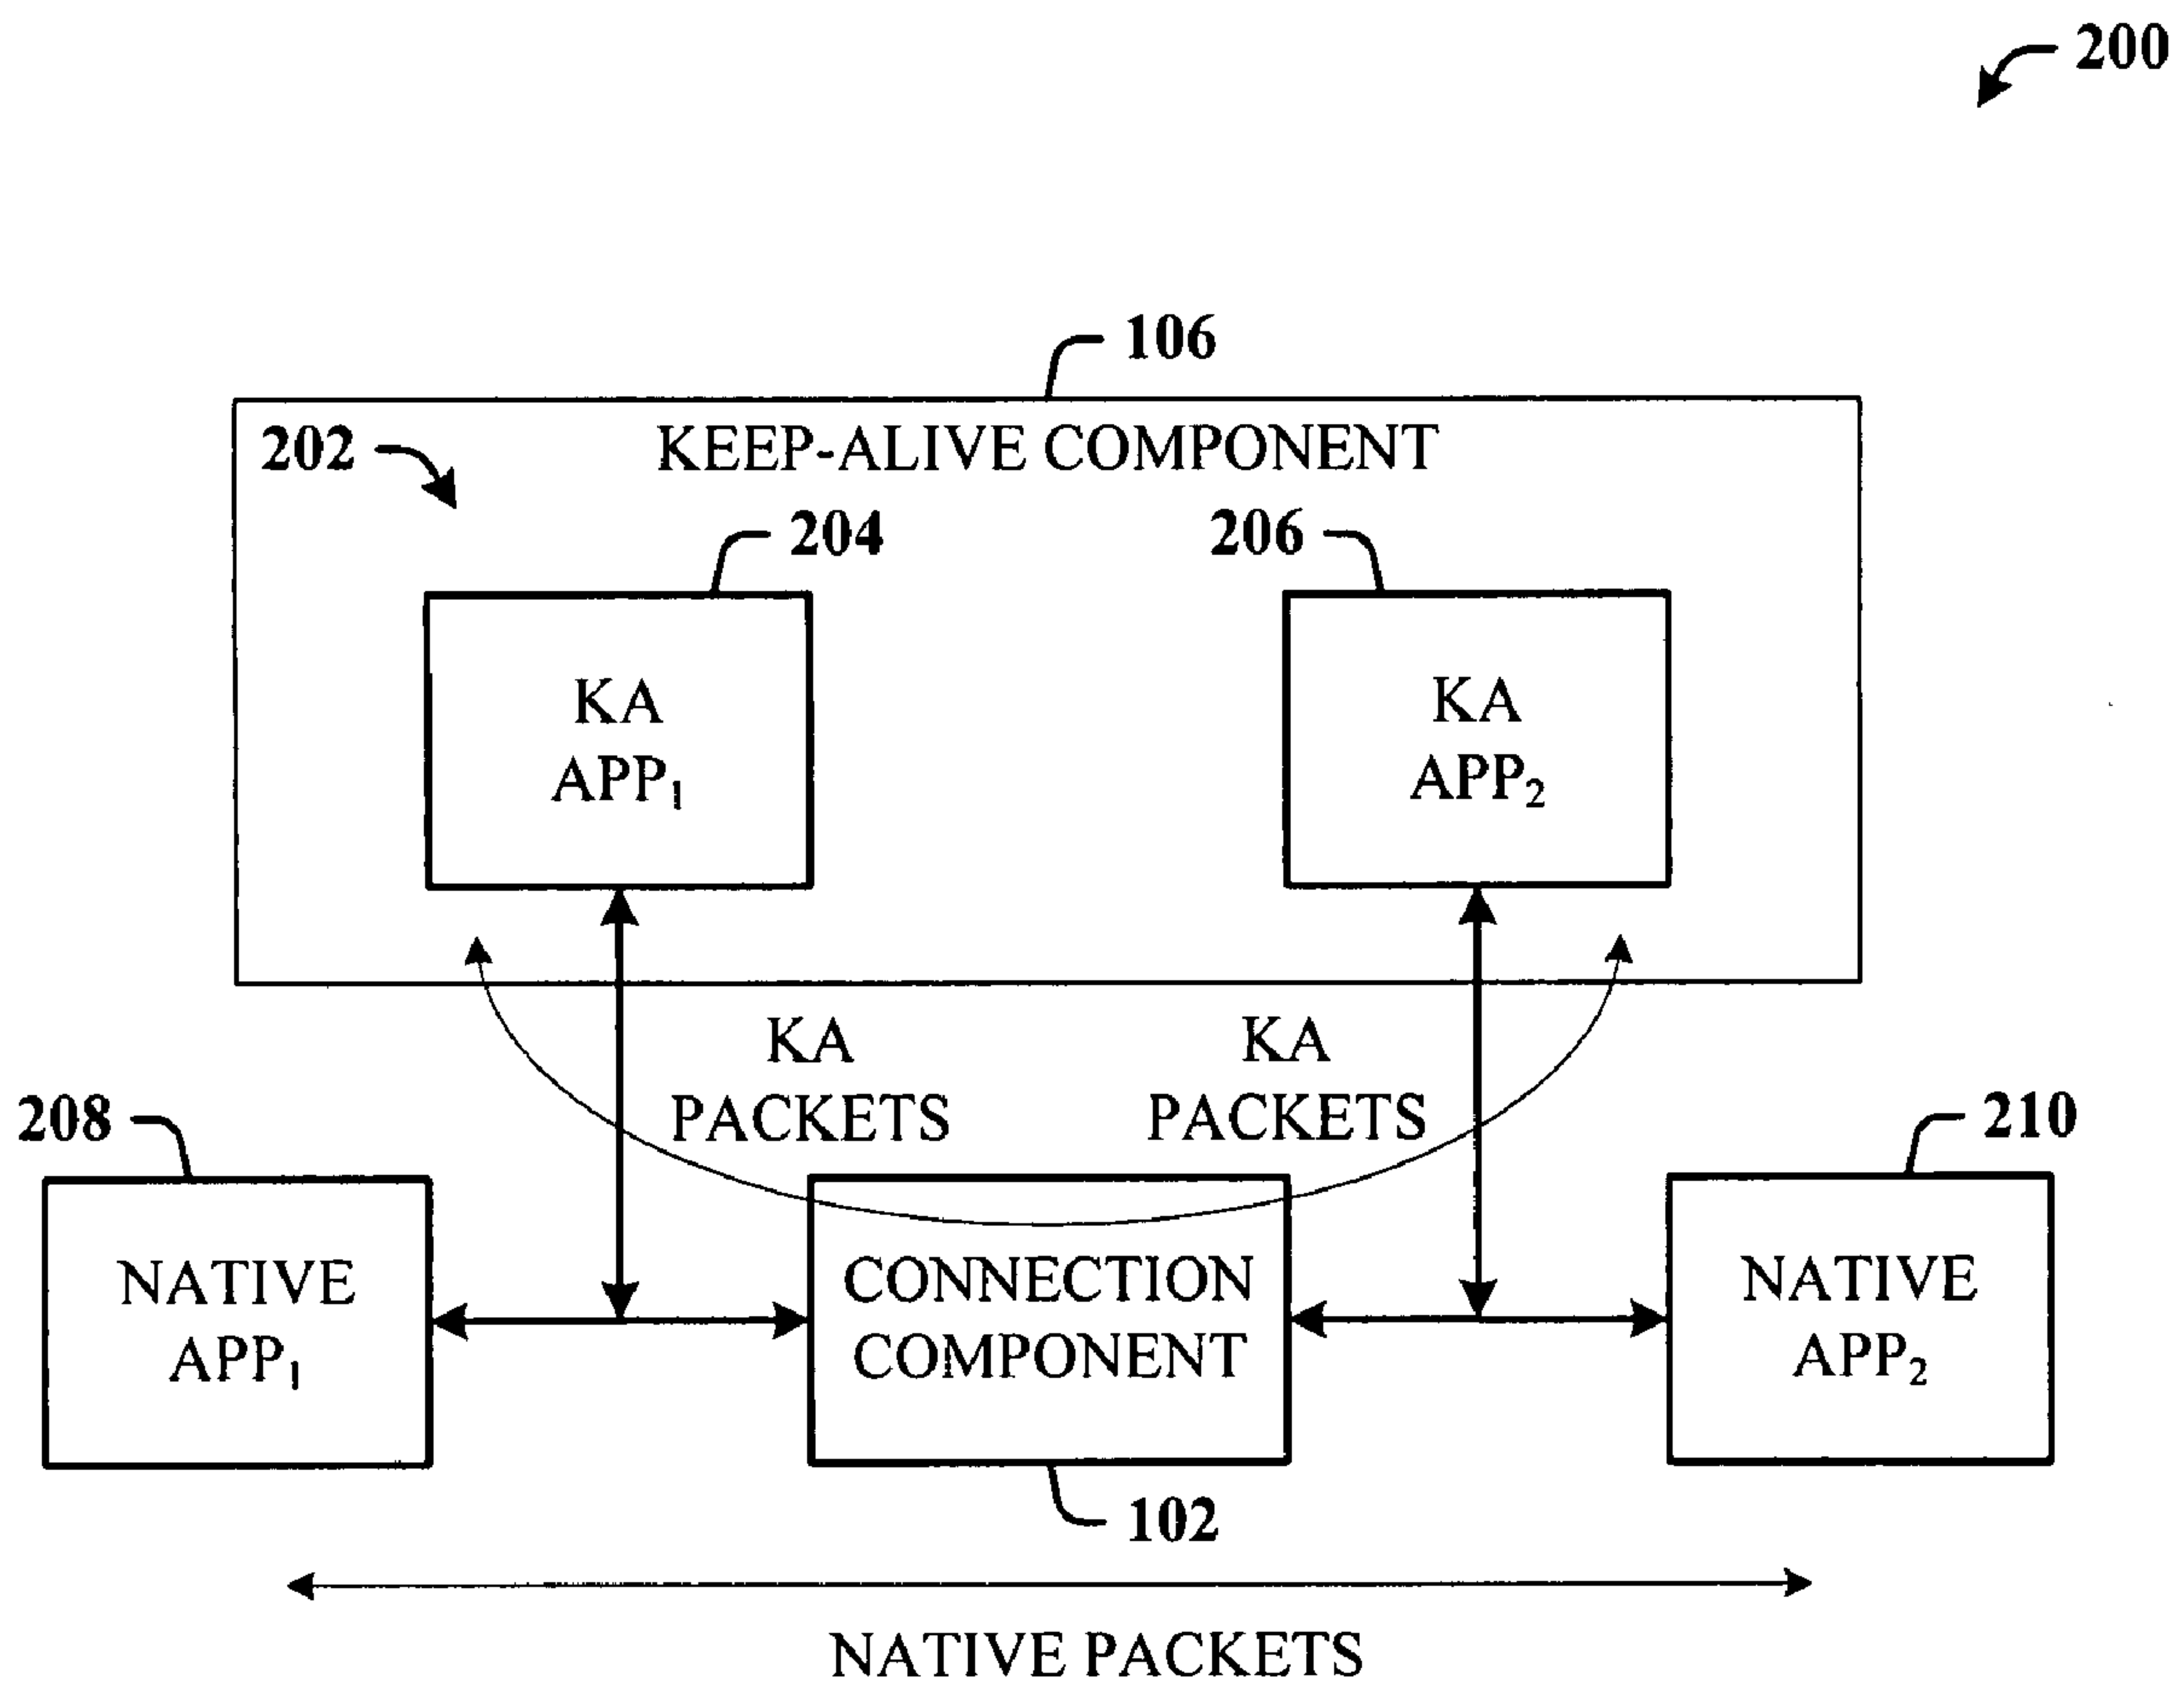 200
106
202
KEEP-ALIVE COMPONENT
204
206
KA
APP₁
KA
APP₂
KA
PACKETS
KA
PACKETS
208
210
NATIVE
APP₁
CONNECTION
COMPONENT
NATIVE
APP₂
102
NATIVE PACKETS